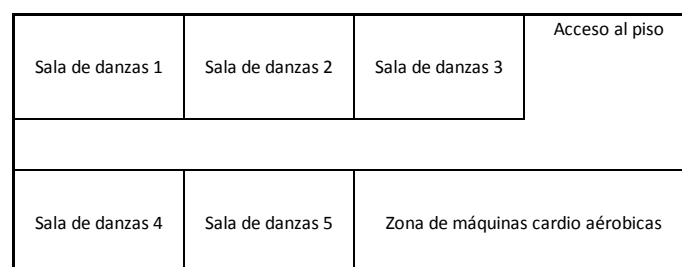 Acceso al piso
Sala de danzas 1
Sala de danzas 2
Sala de danzas 3
Sala de danzas 4
Sala de danzas 5
Zona de máquinas cardio aérobicas